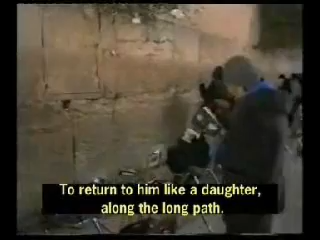 To return to him like a daughter,
along the long path.